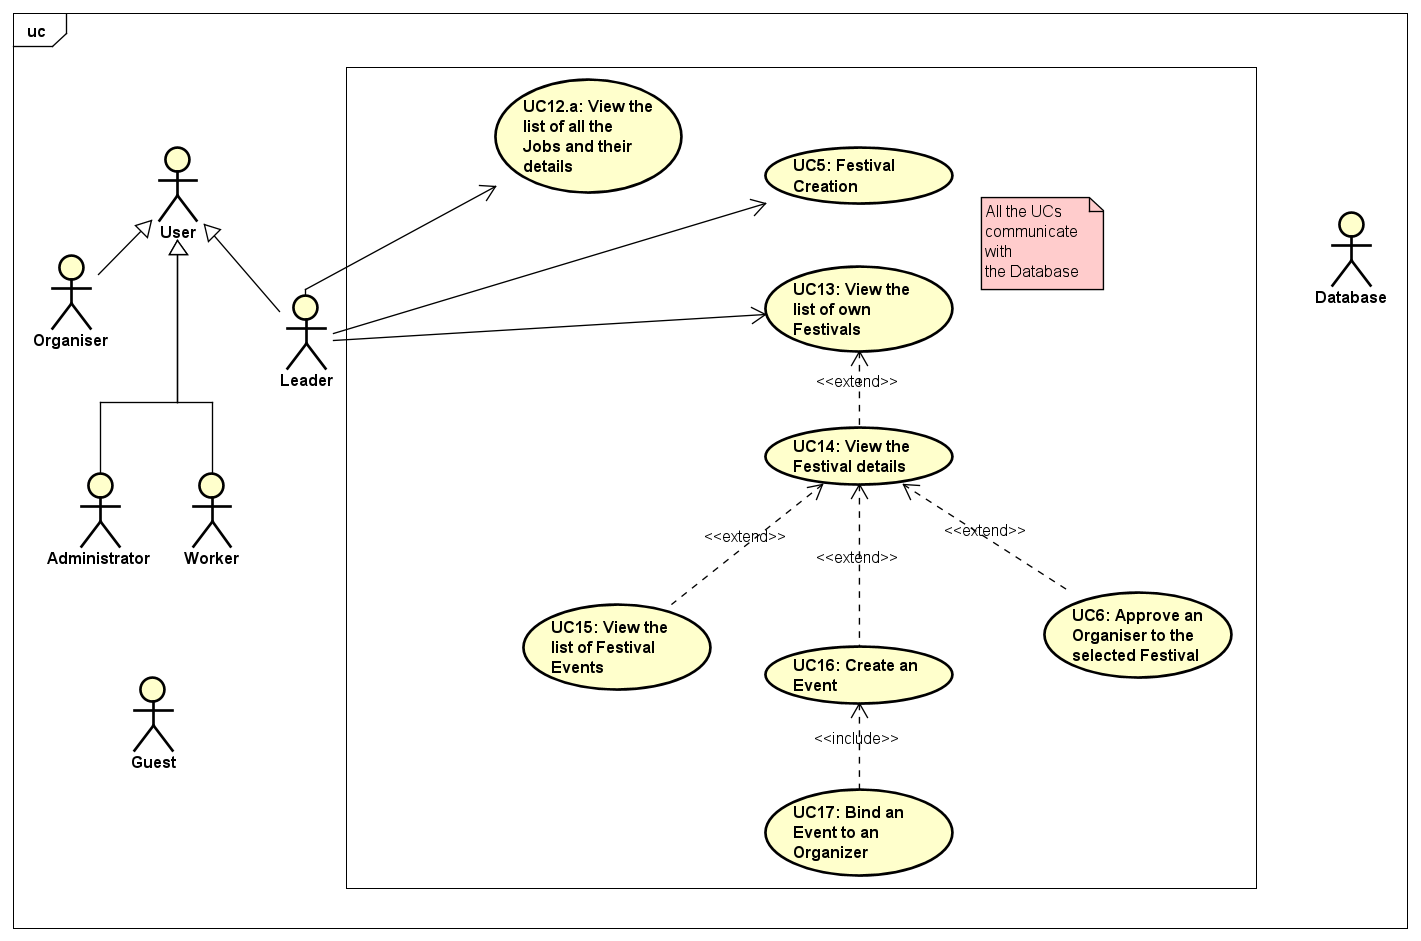 uc
UC12.a: View the
list of all the
Jobs and their
details
UC5: Festival
Creation
All the UCs
communicate
with
the Database
User
Organiser
Leader
Database
UC13: View the
list of own
Festivals
<<extend>>
UC14: View the
Festival details
<<extend>>
<<extend>>
<<extend>>
Administrator
Worker
UC15: View the
list of Festival
Events
UC16: Create an
Event
UC6: Approve an
Organiser to the
selected Festival
Guest
<<include>>
UC17: Bind an
Event to an
Organizer